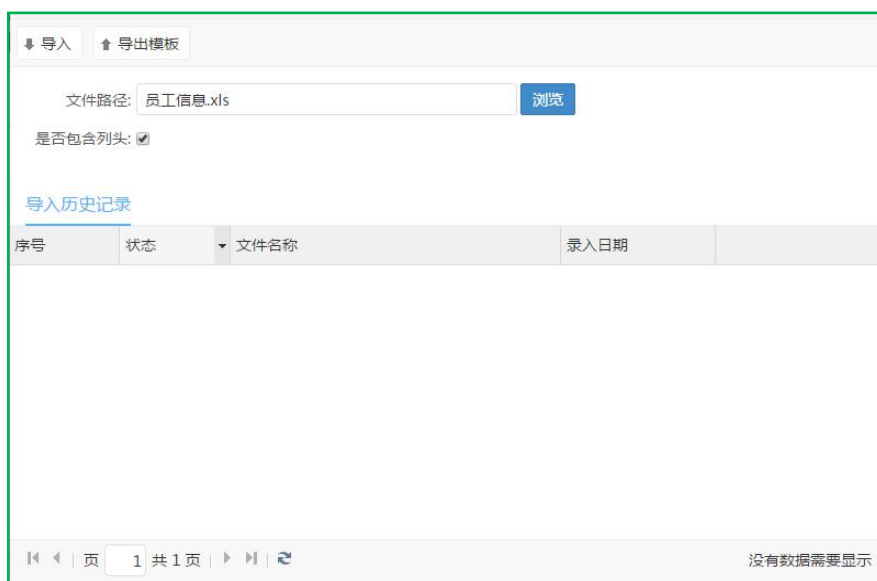 导入 导出模板
文件路径: 员工信息.xls 浏览
是否包含列头:
导入历史记录
序号 状态 文件名称 录入日期
页 1 共1页 没有数据需要显示